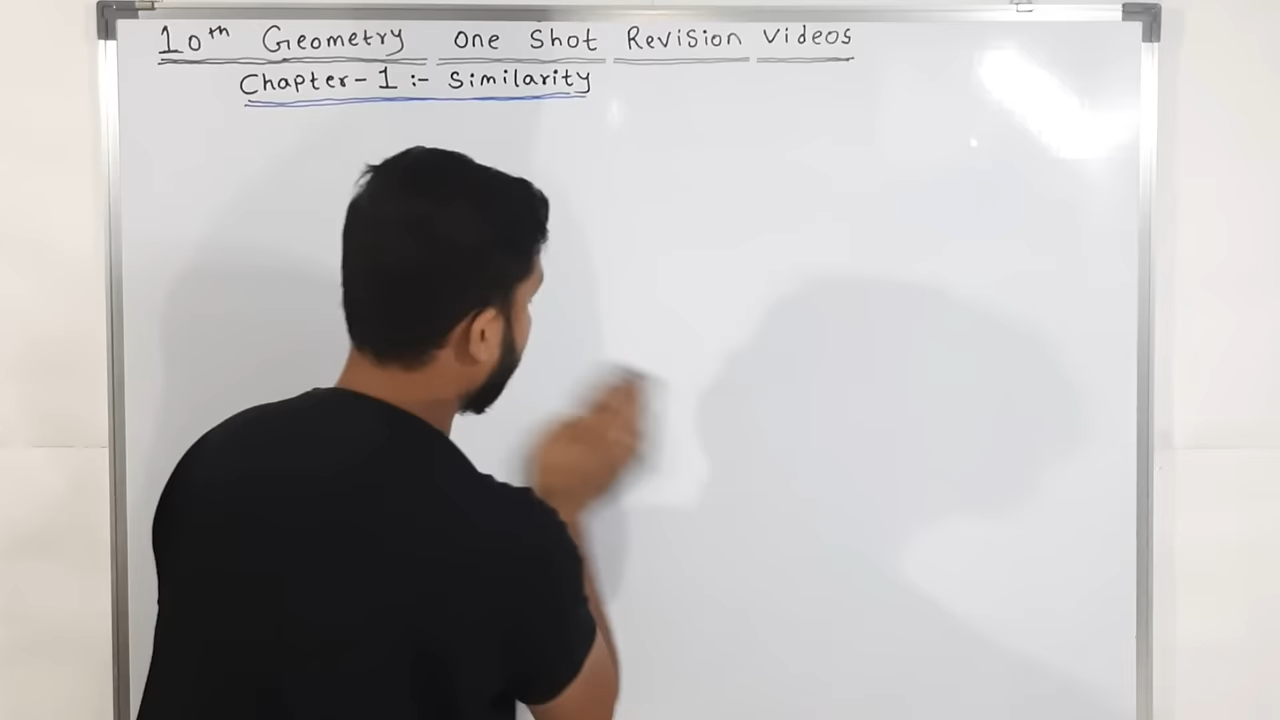 10th Geometry one shot Revision videos
Chapter-1 :- Similarity